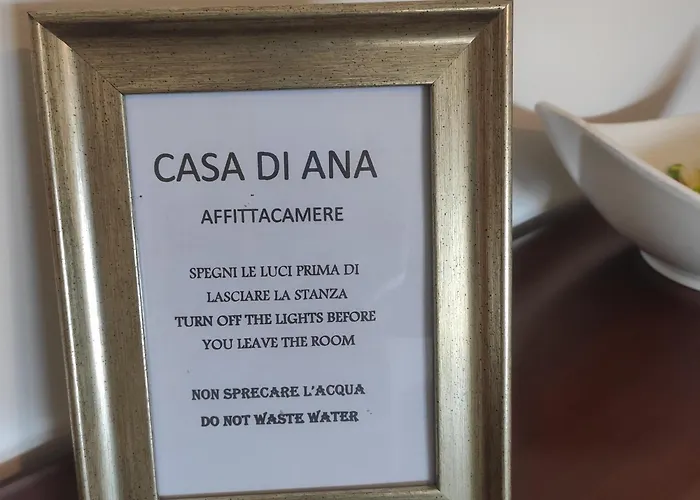 CASA DI ANA
AFFITTACAMERE
SPEGNI LE LUCI PRIMA DI
LASCIARE LA STANZA
TURN OFF THE LIGHTS BEFORE
YOU LEAVE THE ROOM
NON SPRECARE L'ACQUA
DO NOT WASTE WATER